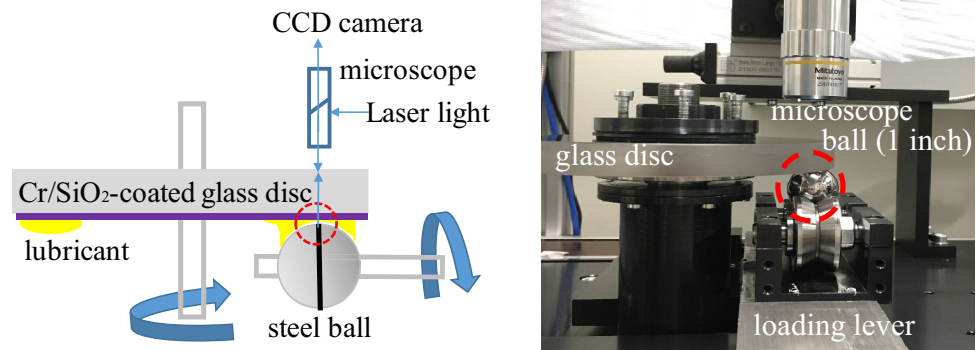 CCD camera
microscope
Laser light
Cr/SiO₂-coated glass disc
lubricant
steel ball
Mitutoyo
microscope
ball (1 inch)
glass disc
loading lever